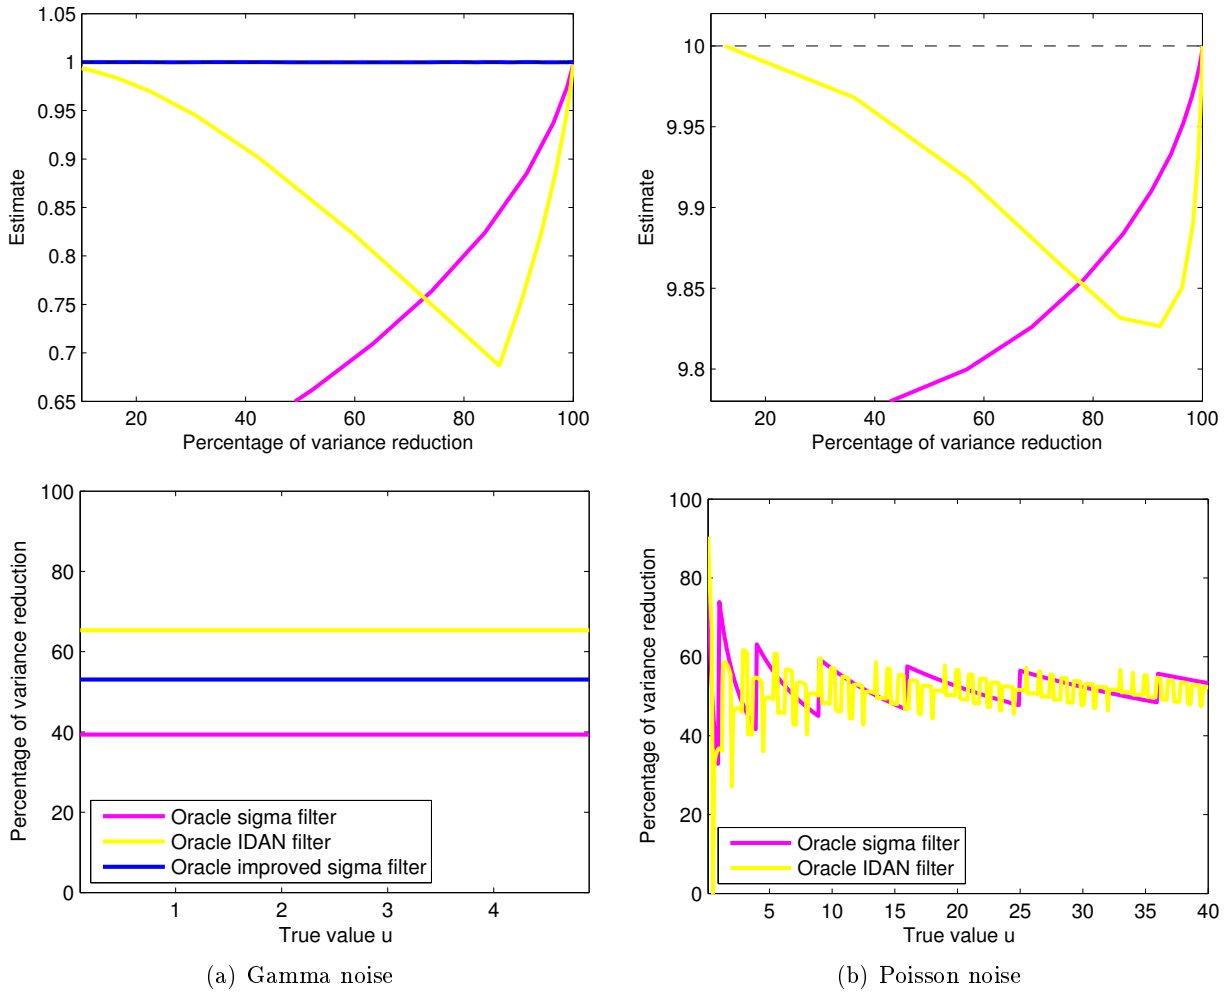 1.05
1
0.95
0.9
0.85
0.8
0.75
0.7
0.65
Estimate
20 40 60 80 100
Percentage of variance reduction
10
9.95
9.9
9.85
9.8
Estimate
20 40 60 80 100
Percentage of variance reduction
100
80
60
40
20
0
Percentage of variance reduction
Oracle sigma filter
Oracle IDAN filter
Oracle improved sigma filter
1 2 3 4
True value u
100
80
60
40
20
0
Percentage of variance reduction
Oracle sigma filter
Oracle IDAN filter
5 10 15 20 25 30 35 40
True value u
(a) Gamma noise
(b) Poisson noise